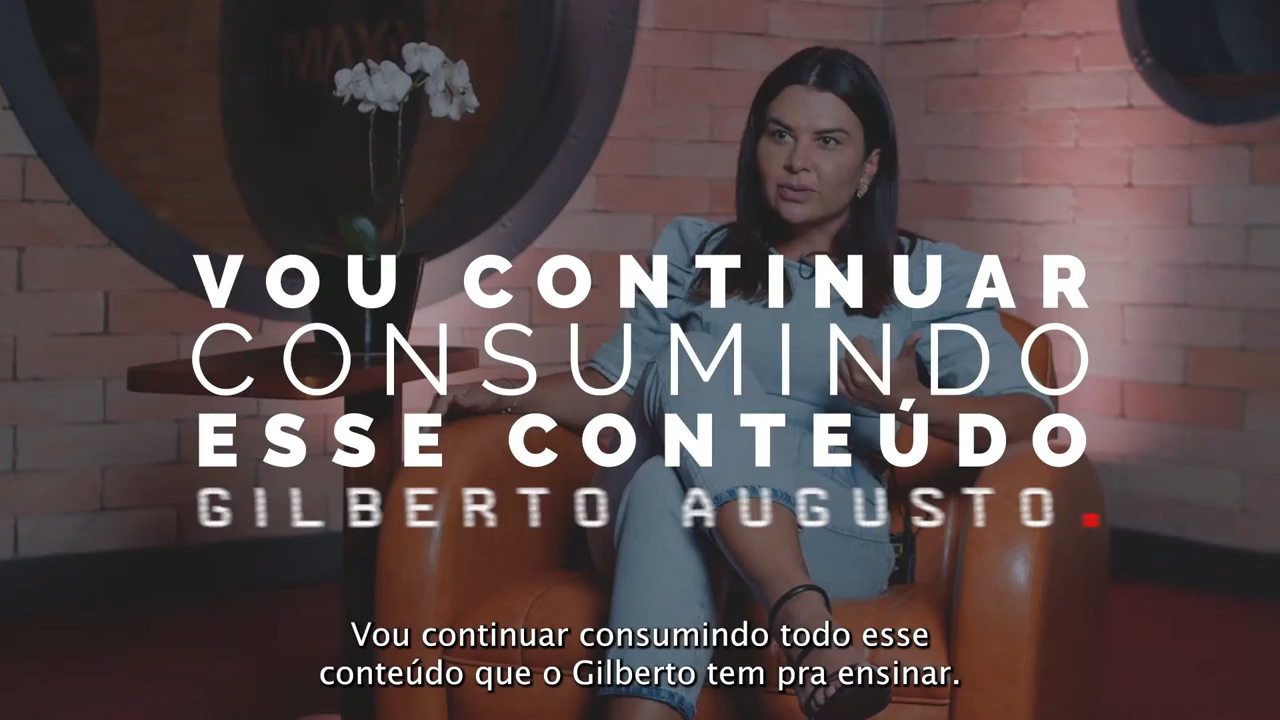 VOU CONTINUAR
CONSUMINDO
ESSE CONTEÚDO
GILBERTO AUGUSTO.
Vou continuar consumindo todo esse
conteúdo que o Gilberto tem pra ensinar.